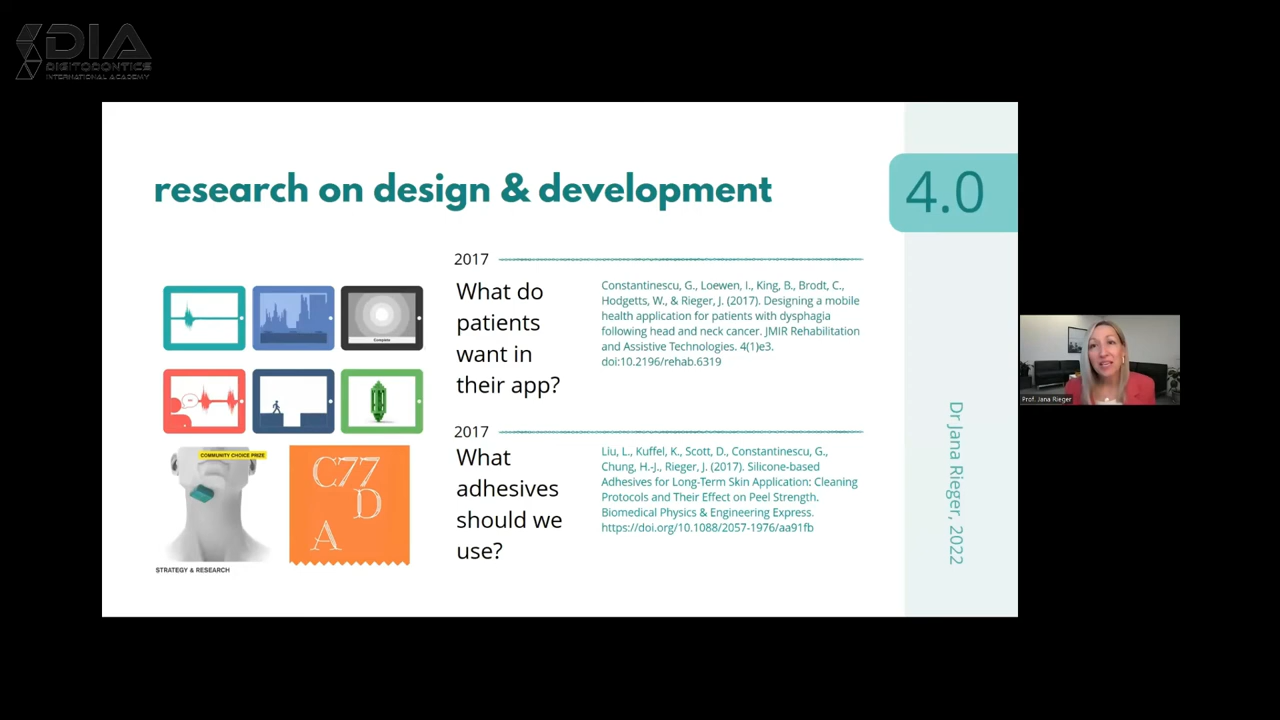 DIA
DIGITODONTICS
INTERNATIONAL ACADEMY
research on design & development
4.0
2017
What do
patients
want in
their app?
Constantinescu, G., Loewen, I., King, B., Brodt, C.,
Hodgetts, W., & Rieger, J. (2017). Designing a mobile
health application for patients with dysphagia
following head and neck cancer. JMIR Rehabilitation
and Assistive Technologies. 4(1)e3.
doi:10.2196/rehab.6319
Complete
2017
What
adhesives
should we
use?
Liu, L., Kuffel, K., Scott, D., Constantinescu, G.,
Chung, H.-J., Rieger, J. (2017). Silicone-based
Adhesives for Long-Term Skin Application: Cleaning
Protocols and Their Effect on Peel Strength.
Biomedical Physics & Engineering Express.
https://doi.org/10.1088/2057-1976/aa91fb
COMMUNITY CHOICE PRIZE
STRATEGY & RESEARCH
C77
D
A
Dr Jana Rieger, 2022
Prof. Jana Rieger